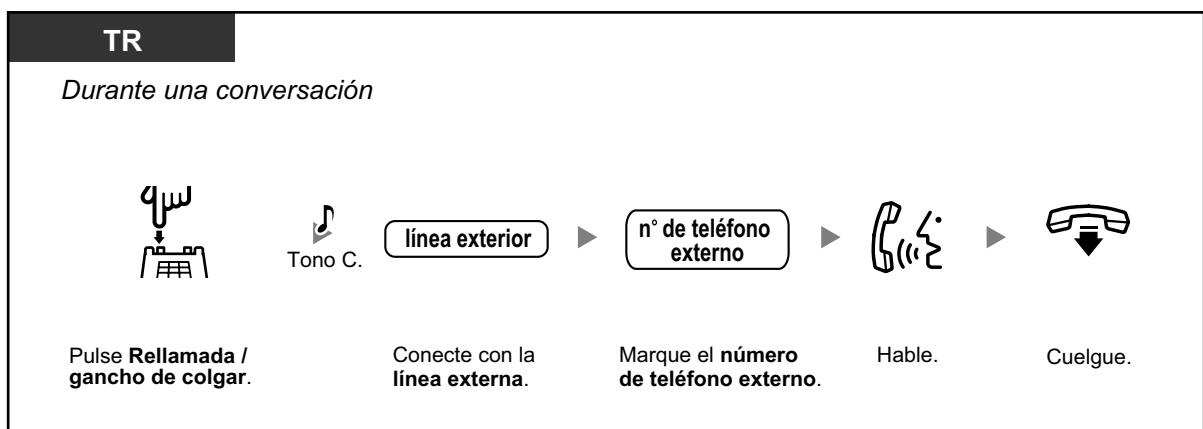 TR
Durante una conversación
Tono C.
línea exterior
n° de teléfono
externo
Pulse Rellamada /
gancho de colgar.
Conecte con la
línea externa.
Marque el número
de teléfono externo.
Hable.
Cuelgue.